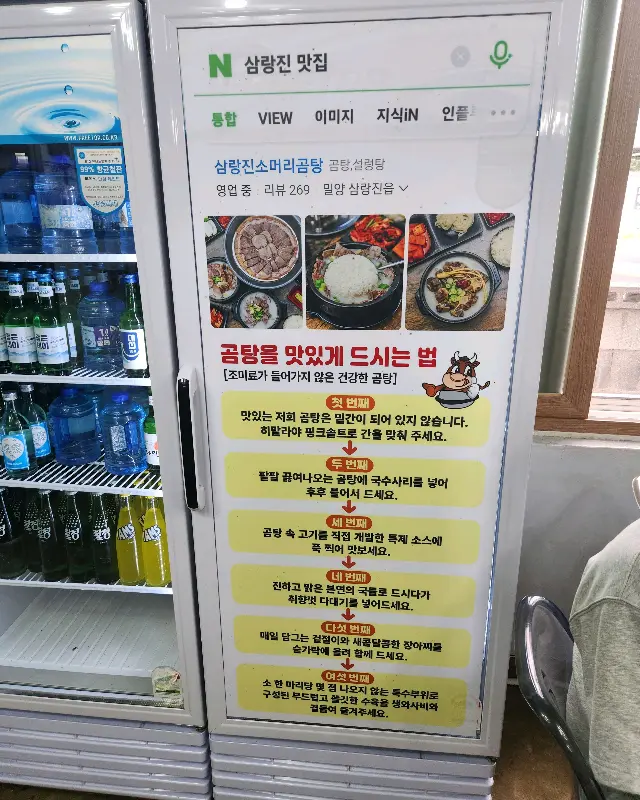 N 삼랑진 맛집
통합 VIEW 이미지 지식iN 인플
삼랑진소머리곰탕 곰탕,설렁탕
영업 중 리뷰 269 밀양 삼랑진읍
곰탕을 맛있게 드시는 법
[조미료가 들어가지 않은 건강한 곰탕]
첫 번째
맛있는 저희 곰탕은 밑간이 되어 있지 않습니다.
히말라야 핑크솔트로 간을 맞춰 주세요.
두 번째
팔팔 끓여나오는 곰탕에 국수사리를 넣어
후후 불어서 드세요.
세 번째
곰탕 속 고기를 직접 개발한 특제 소스에
푹 찍어 맛보세요.
네 번째
진하고 맑은 본연의 국물로 드시다가
취향껏 다대기를 넣어드세요.
다섯 번째
매일 담그는 겉절이와 새콤달콤한 장아찌를
숟가락에 올려 함께 드세요.
여섯 번째
소 한 마리당 몇 점 나오지 않는 특수부위로
구성된 부드럽고 쫄깃한 수육을 생와사비와
곁들여 즐겨주세요.
99% 항균필관